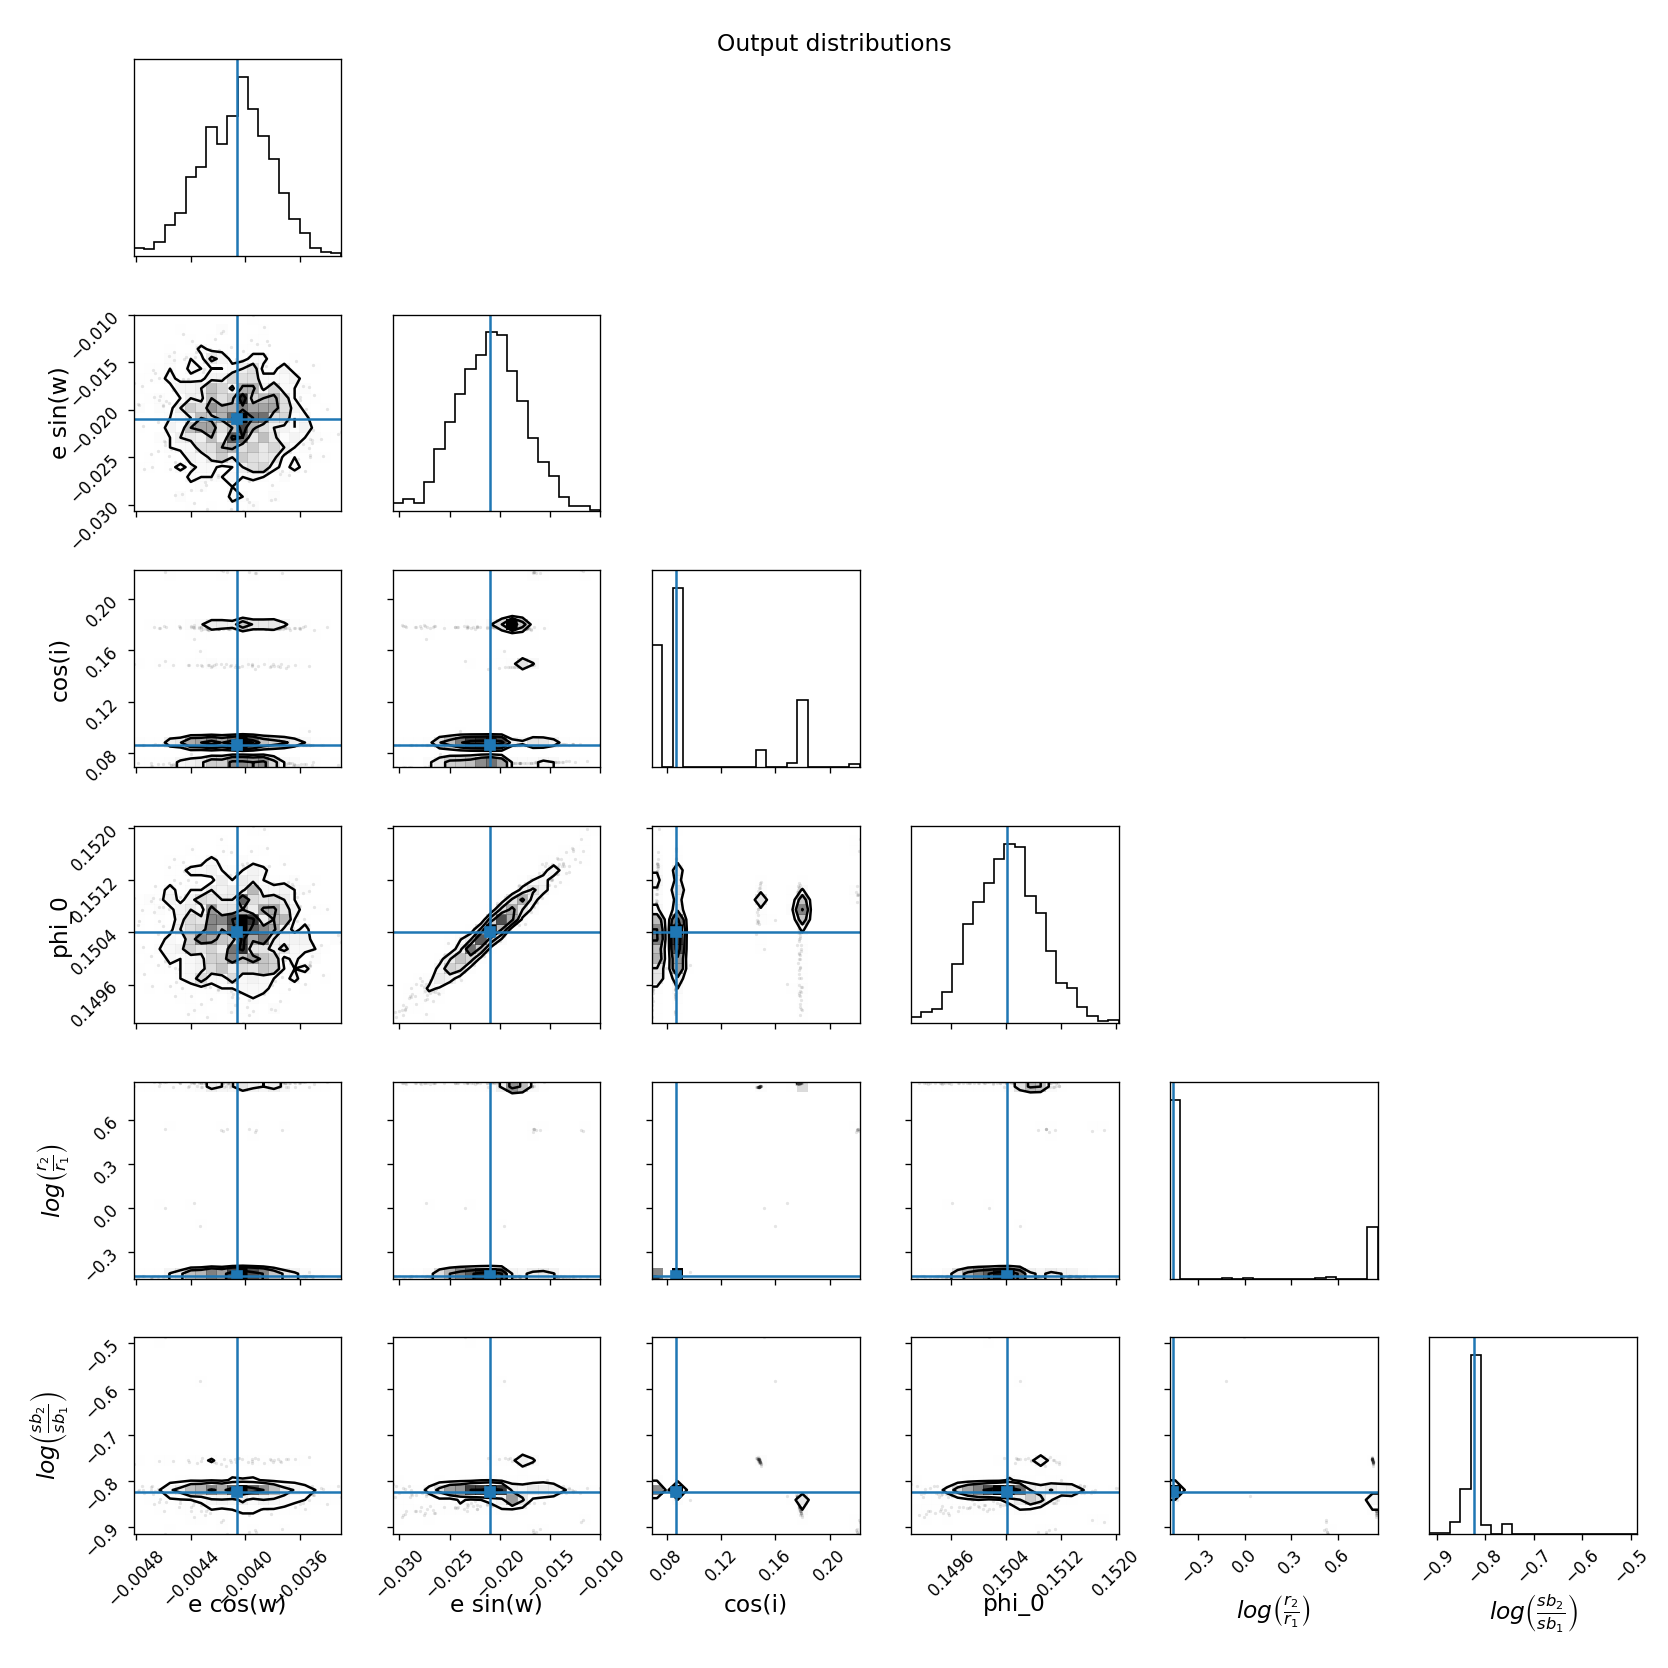 Output distributions
e sin(w)
−0.010
−0.015
−0.020
−0.025
−0.030
cos(i)
0.20
0.16
0.12
0.08
phi_0
0.1520
0.1512
0.1504
0.1496
log(r2/r1)
0.6
0.3
0.0
−0.3
log(sb2/sb1)
−0.5
−0.6
−0.7
−0.8
−0.9
−0.0048 −0.0044 −0.0040 −0.0036
−0.030 −0.025 −0.020 −0.015 −0.010
0.08 0.12 0.16 0.20
0.1496 0.1504 0.1512 0.1520
−0.3 0.0 0.3 0.6
−0.9 −0.8 −0.7 −0.6 −0.5
e cos(w)
e sin(w)
cos(i)
phi_0
log(r2/r1)
log(sb2/sb1)